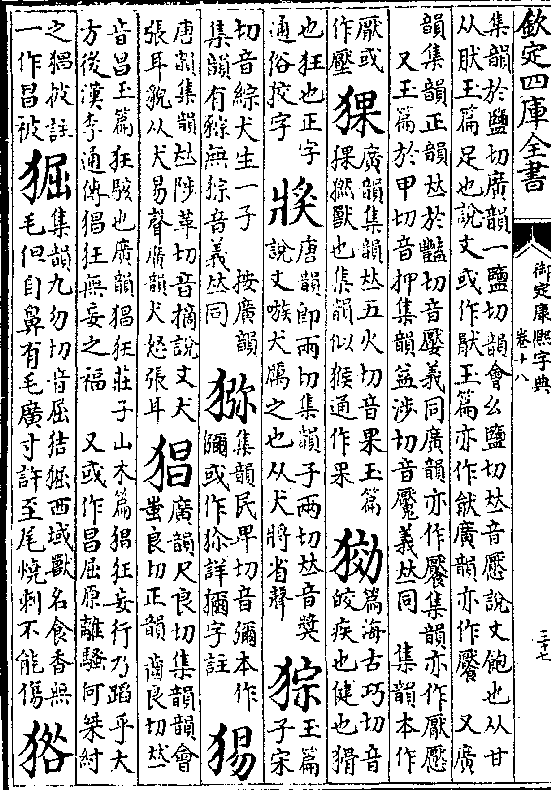 欽定四庫全書
御定康熙字典
卷十八
三十七
集韻於鹽切廣韻一鹽切韻會幺鹽切𠀤音懕說文飽也从甘
从肰玉篇足也說文或作猒玉篇亦作㱃廣韻亦作饜 又廣
韻集韻正韻𠀤於豔切音懕義同廣韻亦作饜集韻亦作厭懕
又玉篇於甲切音押集韻益涉切音魘義𠀤同 集韻本作
厭或
作壓 猓 廣韻集韻𠀤五火切音果玉篇
猓㺐獸也集韻似猴通作果 㺒 篇海古巧切音
皎疾也健也猾
也狂也正字
通俗狡字 㢡 唐韻卽兩切集韻子兩切𠀤音奬
說文嗾犬厲之也从犬將省聲 猔 玉篇
子宋
切音綜犬生一子 按廣韻
集韻有猔無猔音義𠀤同 㺐 集韻民畀切音彌本作
獼或作㺐詳獼字註 猲
唐韻集韻𠀤陟革切音摘說文犬
張耳貌从犬易聲廣韻犬怒張耳 猖 廣韻尺良切集韻韻會
蚩良切正韻齒良切𠀤
音昌玉篇狂駭也廣韻猖狂莊子山木篇猖狂妄行乃蹈乎大
方後漢李通傳猖狂無妄之福 又或作昌屈原離騷何桀紂
之猖披註
一作昌被 猑 集韻九勿切音屈㹱猑西域獸名食香無
毛但自鼻有毛廣寸許至尾燒刺不能傷 㹱